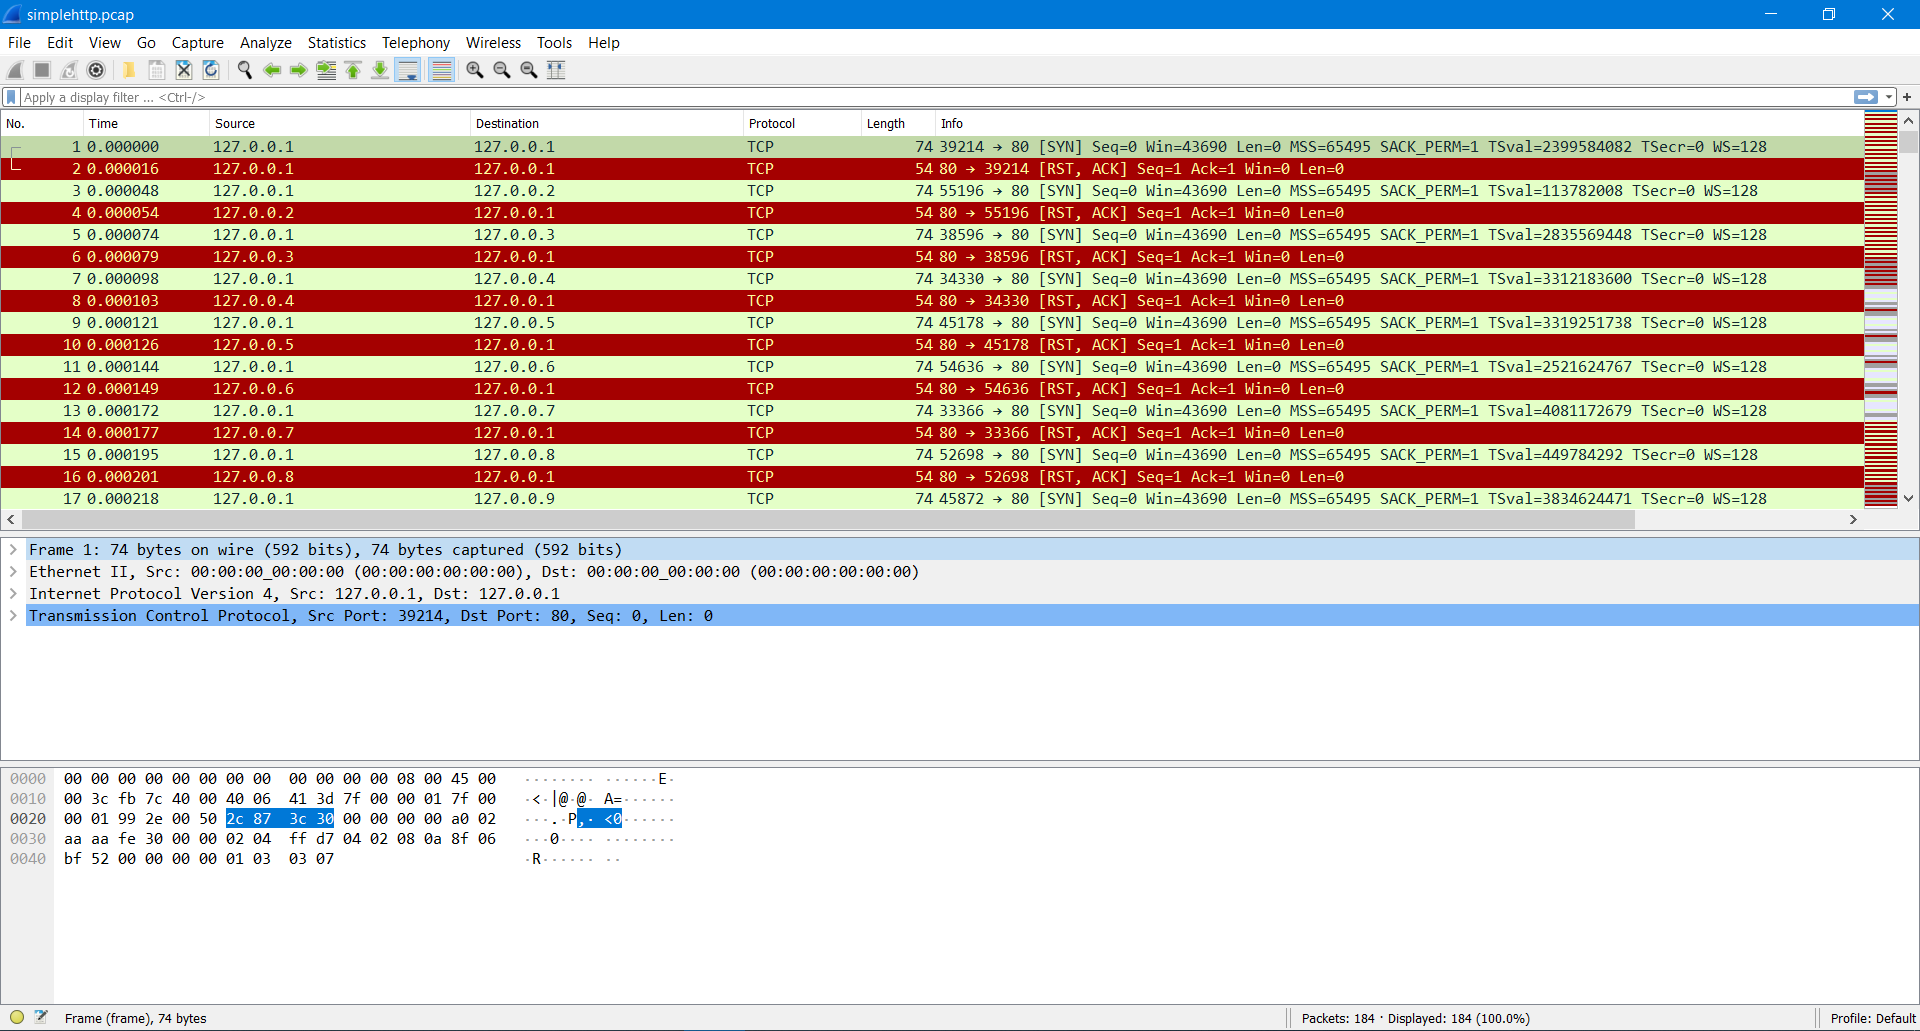 simplehttp.pcap
File Edit View Go Capture Analyze Statistics Telephony Wireless Tools Help
Apply a display filter ... <Ctrl-/>
No. Time Source Destination Protocol Length Info
1 0.000000 127.0.0.1 127.0.0.1 TCP 74 39214 → 80 [SYN] Seq=0 Win=43690 Len=0 MSS=65495 SACK_PERM=1 TSval=2399584082 TSecr=0 WS=128
2 0.000016 127.0.0.1 127.0.0.1 TCP 54 80 → 39214 [RST, ACK] Seq=1 Ack=1 Win=0 Len=0
3 0.000048 127.0.0.1 127.0.0.2 TCP 74 55196 → 80 [SYN] Seq=0 Win=43690 Len=0 MSS=65495 SACK_PERM=1 TSval=113782008 TSecr=0 WS=128
4 0.000054 127.0.0.2 127.0.0.1 TCP 54 80 → 55196 [RST, ACK] Seq=1 Ack=1 Win=0 Len=0
5 0.000074 127.0.0.1 127.0.0.3 TCP 74 38596 → 80 [SYN] Seq=0 Win=43690 Len=0 MSS=65495 SACK_PERM=1 TSval=2835569448 TSecr=0 WS=128
6 0.000079 127.0.0.3 127.0.0.1 TCP 54 80 → 38596 [RST, ACK] Seq=1 Ack=1 Win=0 Len=0
7 0.000098 127.0.0.1 127.0.0.4 TCP 74 34330 → 80 [SYN] Seq=0 Win=43690 Len=0 MSS=65495 SACK_PERM=1 TSval=3312183600 TSecr=0 WS=128
8 0.000103 127.0.0.4 127.0.0.1 TCP 54 80 → 34330 [RST, ACK] Seq=1 Ack=1 Win=0 Len=0
9 0.000121 127.0.0.1 127.0.0.5 TCP 74 45178 → 80 [SYN] Seq=0 Win=43690 Len=0 MSS=65495 SACK_PERM=1 TSval=3319251738 TSecr=0 WS=128
10 0.000126 127.0.0.5 127.0.0.1 TCP 54 80 → 45178 [RST, ACK] Seq=1 Ack=1 Win=0 Len=0
11 0.000144 127.0.0.1 127.0.0.6 TCP 74 54636 → 80 [SYN] Seq=0 Win=43690 Len=0 MSS=65495 SACK_PERM=1 TSval=2521624767 TSecr=0 WS=128
12 0.000149 127.0.0.6 127.0.0.1 TCP 54 80 → 54636 [RST, ACK] Seq=1 Ack=1 Win=0 Len=0
13 0.000172 127.0.0.1 127.0.0.7 TCP 74 33366 → 80 [SYN] Seq=0 Win=43690 Len=0 MSS=65495 SACK_PERM=1 TSval=4081172679 TSecr=0 WS=128
14 0.000177 127.0.0.7 127.0.0.1 TCP 54 80 → 33366 [RST, ACK] Seq=1 Ack=1 Win=0 Len=0
15 0.000195 127.0.0.1 127.0.0.8 TCP 74 52698 → 80 [SYN] Seq=0 Win=43690 Len=0 MSS=65495 SACK_PERM=1 TSval=449784292 TSecr=0 WS=128
16 0.000201 127.0.0.8 127.0.0.1 TCP 54 80 → 52698 [RST, ACK] Seq=1 Ack=1 Win=0 Len=0
17 0.000218 127.0.0.1 127.0.0.9 TCP 74 45872 → 80 [SYN] Seq=0 Win=43690 Len=0 MSS=65495 SACK_PERM=1 TSval=3834624471 TSecr=0 WS=128
Frame 1: 74 bytes on wire (592 bits), 74 bytes captured (592 bits)
Ethernet II, Src: 00:00:00_00:00:00 (00:00:00:00:00:00), Dst: 00:00:00_00:00:00 (00:00:00:00:00:00)
Internet Protocol Version 4, Src: 127.0.0.1, Dst: 127.0.0.1
Transmission Control Protocol, Src Port: 39214, Dst Port: 80, Seq: 0, Len: 0
0000 00 00 00 00 00 00 00 00 00 00 00 00 08 00 45 00 ········ ······E·
0010 00 3c fb 7c 40 00 40 06 41 3d 7f 00 00 01 7f 00 ·<·|@·@· A=······
0020 00 01 99 2e 00 50 2c 87 3c 30 00 00 00 00 a0 02 ···.·P,· <0······
0030 aa aa fe 30 00 00 02 04 ff d7 04 02 08 0a 8f 06 ···0···· ········
0040 bf 52 00 00 00 00 01 03 03 07 ·R······ ··
Frame (frame), 74 bytes
Packets: 184 · Displayed: 184 (100.0%)
Profile: Default